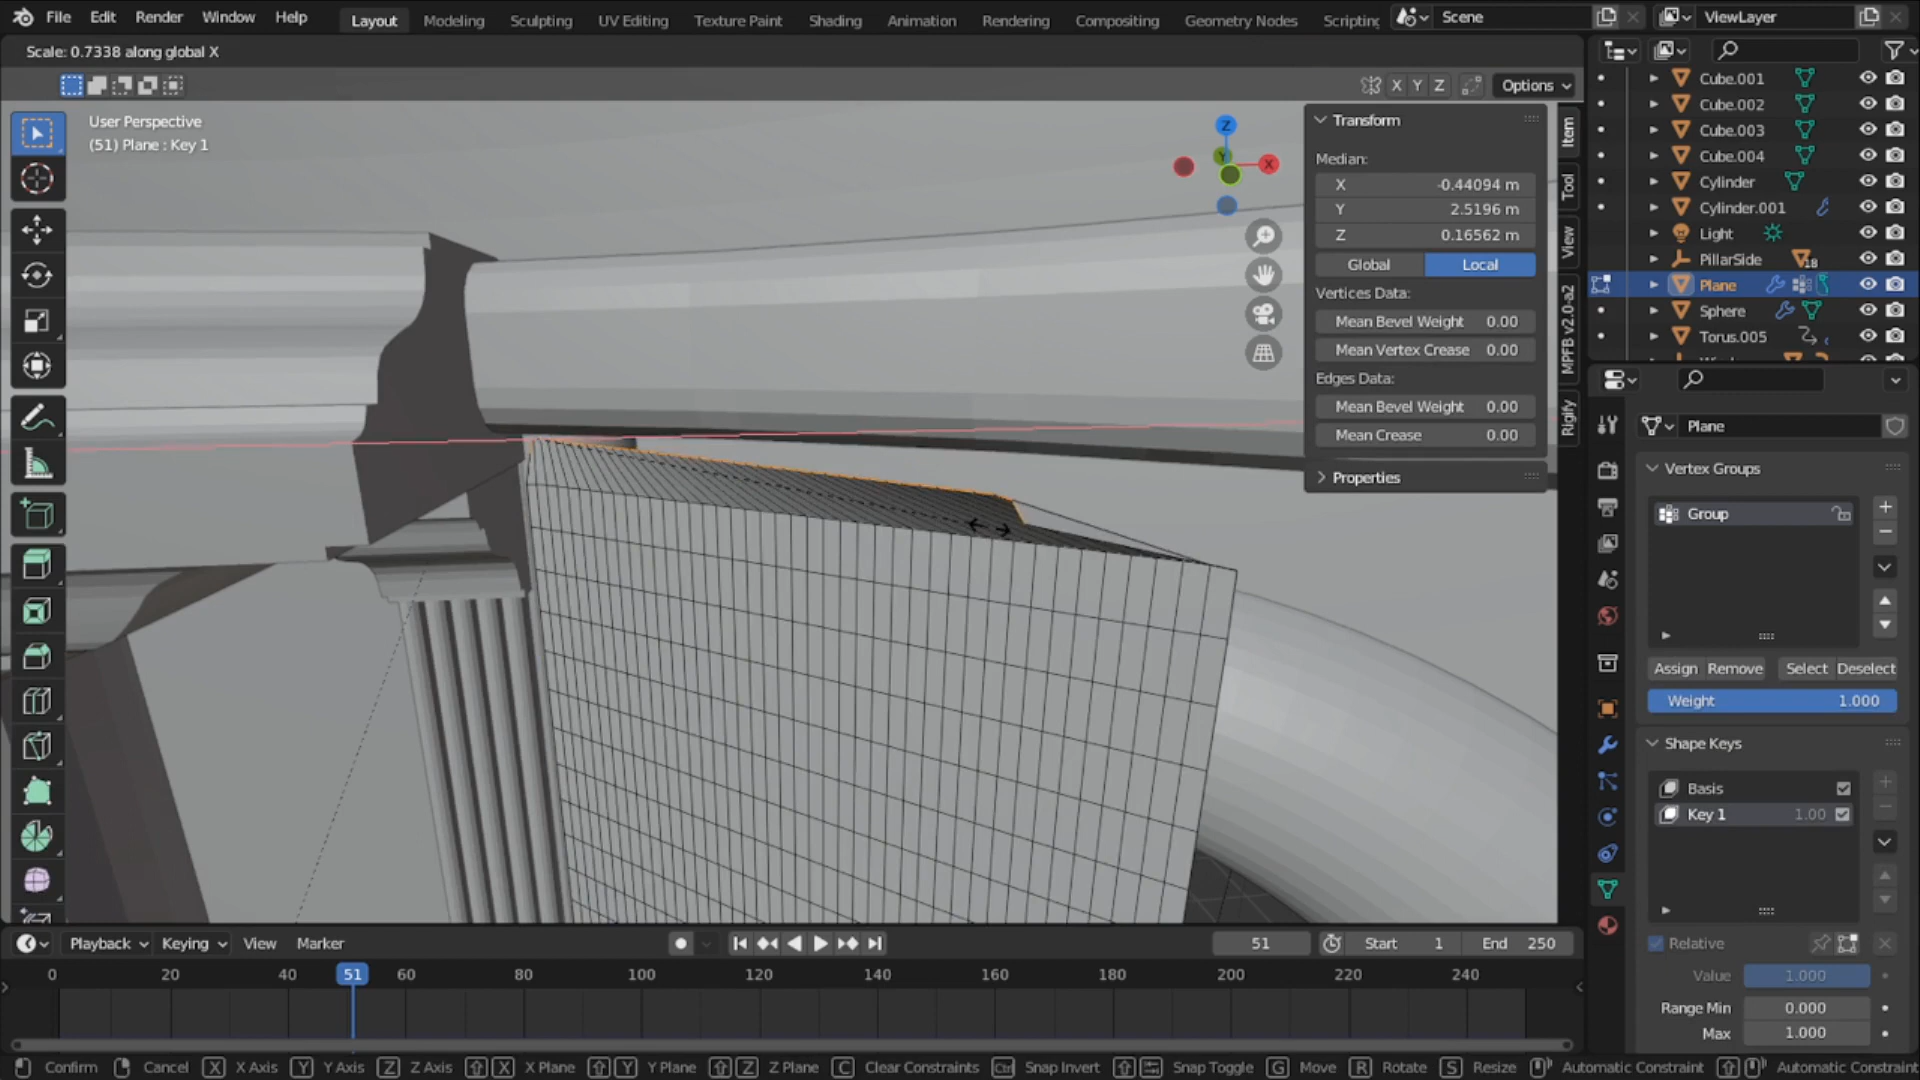 File Edit Render Window Help Layout Modeling Sculpting UV Editing Texture Paint Shading Animation Rendering Compositing Geometry Nodes Scripting Scene ViewLayer
Scale: 0.7338 along global X
X Y Z Options
User Perspective
(51) Plane : Key 1
Z
Y
X
Transform
Median:
X -0.44094 m
Y 2.5196 m
Z 0.16562 m
Global Local
Vertices Data:
Mean Bevel Weight 0.00
Mean Vertex Crease 0.00
Edges Data:
Mean Bevel Weight 0.00
Mean Crease 0.00
Properties
Item
Tool
View
MPFB v2.0-a2
Rigify
Cube.001
Cube.002
Cube.003
Cube.004
Cylinder
Cylinder.001
Light
PillarSide 18
Plane
Sphere
Torus.005
Plane
Vertex Groups
Group
Assign Remove Select Deselect
Weight 1.000
Shape Keys
Basis
Key 1 1.00
Relative
Value 1.000
Range Min 0.000
Max 1.000
Playback Keying View Marker 51 Start 1 End 250
0 20 40 51 60 80 100 120 140 160 180 200 220 240
Confirm Cancel X X Axis Y Y Axis Z Z Axis X X Plane Y Y Plane Z Z Plane C Clear Constraints Ctrl Snap Invert Snap Toggle G Move R Rotate S Resize Automatic Constraint Automatic Constraint